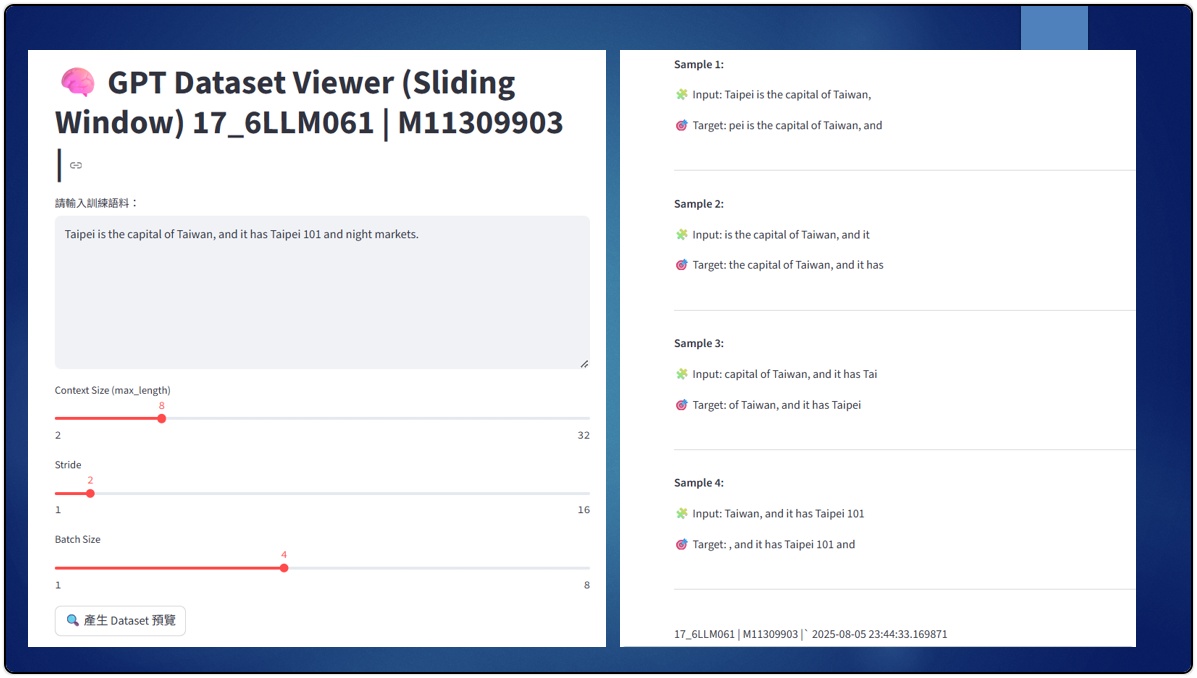 🧠 GPT Dataset Viewer (Sliding
Window) 17_6LLM061 | M11309903
|
請輸入訓練語料：
Taipei is the capital of Taiwan, and it has Taipei 101 and night markets.
Context Size (max_length)
8
2 32
Stride
2
1 16
Batch Size
4
1 8
🔍 產生 Dataset 預覽
Sample 1:
🧩 Input: Taipei is the capital of Taiwan,
🎯 Target: pei is the capital of Taiwan, and
Sample 2:
🧩 Input: is the capital of Taiwan, and it
🎯 Target: the capital of Taiwan, and it has
Sample 3:
🧩 Input: capital of Taiwan, and it has Tai
🎯 Target: of Taiwan, and it has Taipei
Sample 4:
🧩 Input: Taiwan, and it has Taipei 101
🎯 Target: , and it has Taipei 101 and
17_6LLM061 | M11309903 |` 2025-08-05 23:44:33.169871